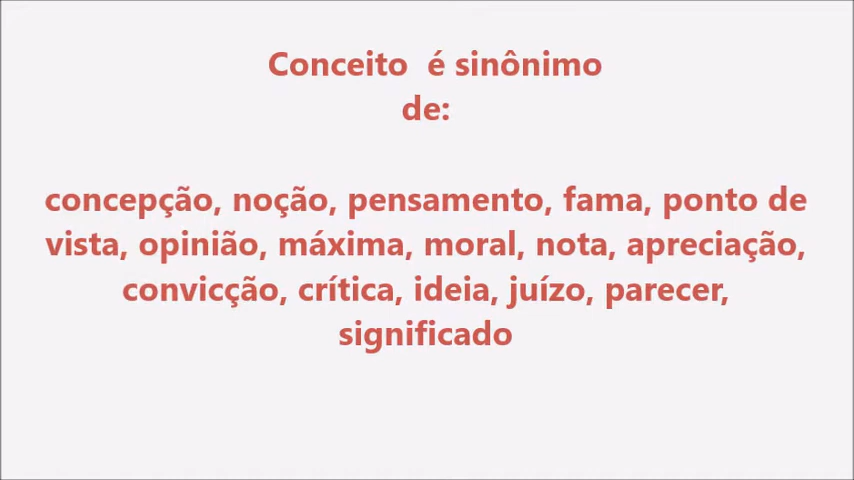 Conceito é sinônimo
de:
concepção, noção, pensamento, fama, ponto de
vista, opinião, máxima, moral, nota, apreciação,
convicção, crítica, ideia, juízo, parecer,
significado